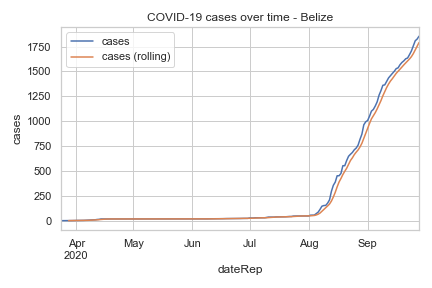 COVID-19 cases over time - Belize
cases
cases (rolling)
cases
1750
1500
1250
1000
750
500
250
0
Apr May Jun Jul Aug Sep
2020
dateRep